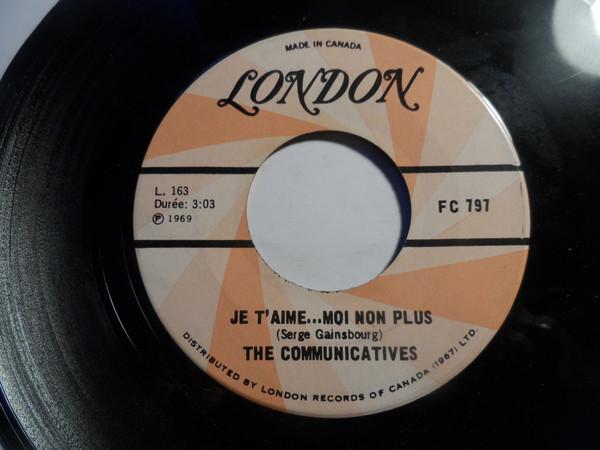 MADE IN CANADA
LONDON
L. 163
Durée: 3:03
Ⓟ 1969
FC 797
JE T'AIME...MOI NON PLUS
(Serge Gainsbourg)
THE COMMUNICATIVES
DISTRIBUTED BY LONDON RECORDS OF CANADA (1967) LTD.